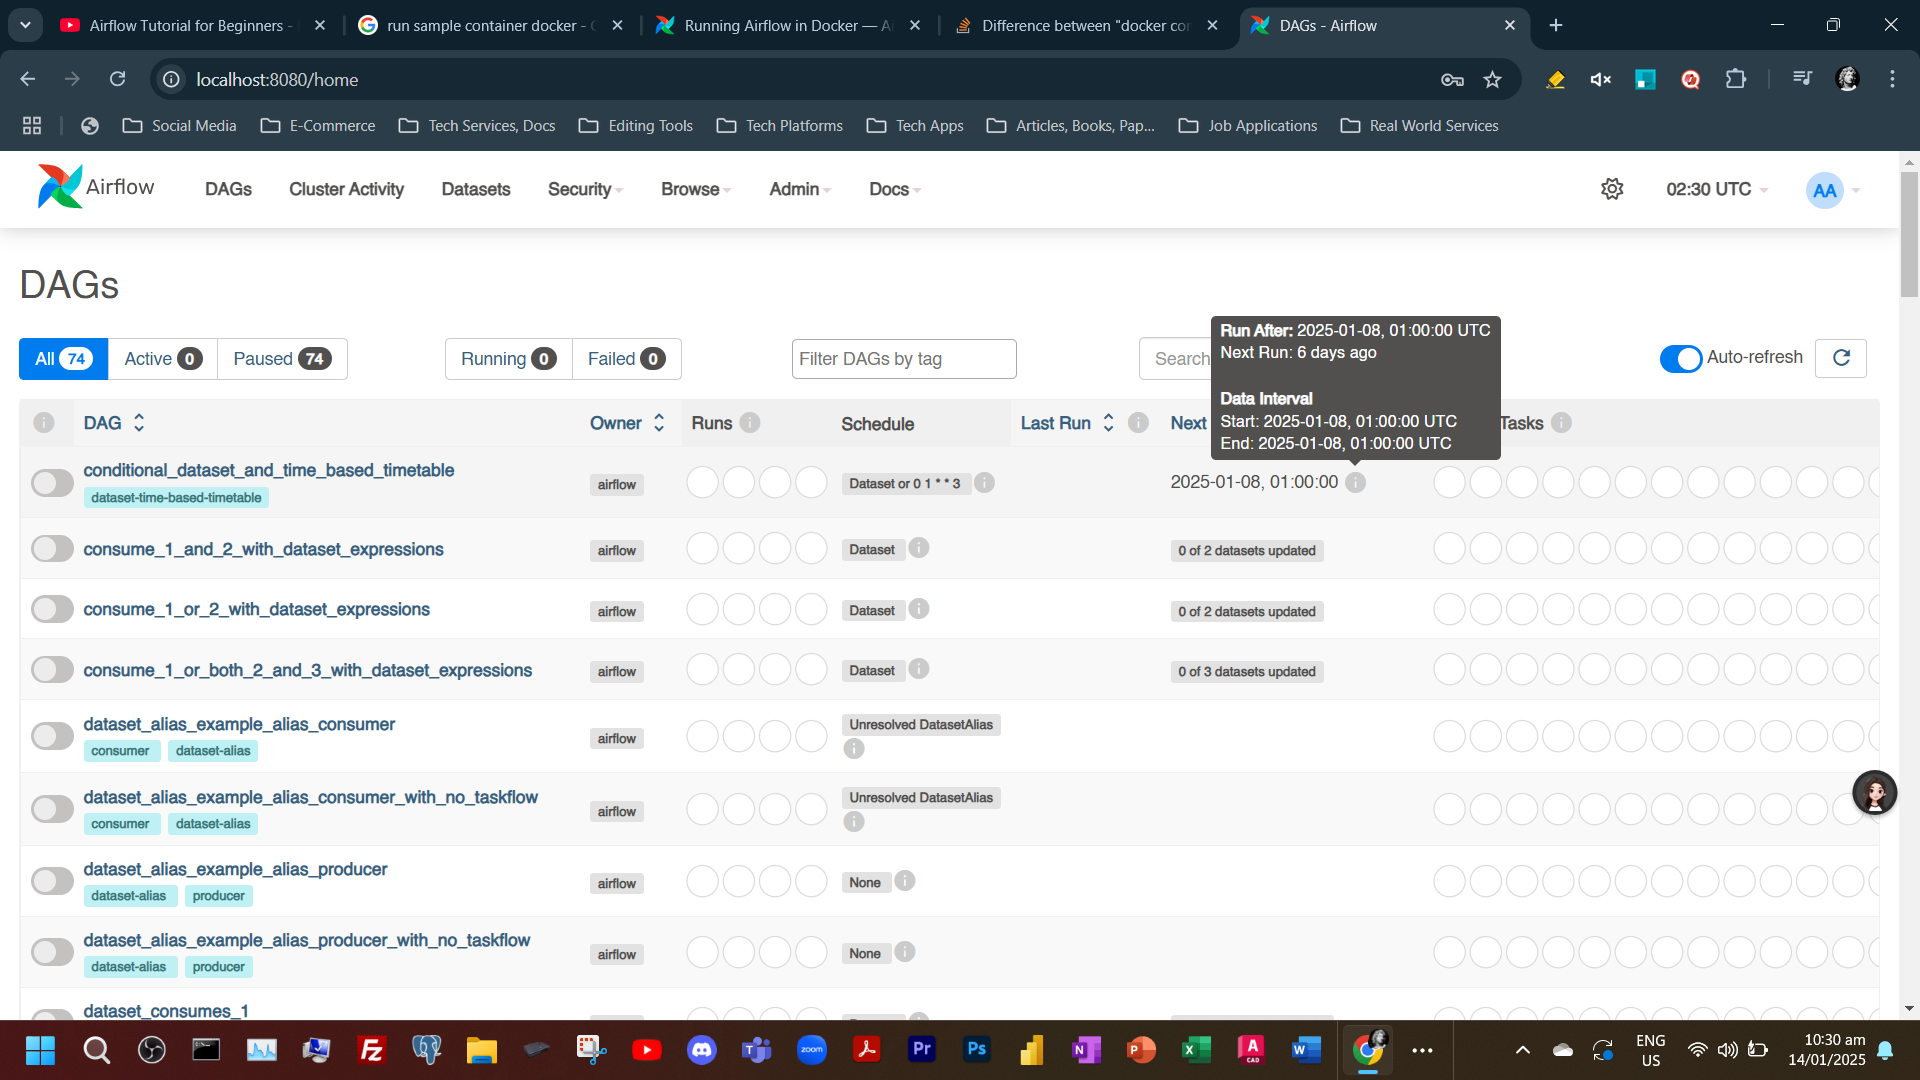 Airflow Tutorial for Beginners -
run sample container docker -
Running Airflow in Docker — Ai
Difference between "docker cor
DAGs - Airflow
localhost:8080/home
Social Media
E-Commerce
Tech Services, Docs
Editing Tools
Tech Platforms
Tech Apps
Articles, Books, Pap...
Job Applications
Real World Services
Airflow
DAGs
Cluster Activity
Datasets
Security
Browse
Admin
Docs
02:30 UTC
AA
DAGs
All 74
Active 0
Paused 74
Running 0
Failed 0
Filter DAGs by tag
Search
Run After: 2025-01-08, 01:00:00 UTC
Next Run: 6 days ago
Data Interval
Start: 2025-01-08, 01:00:00 UTC
End: 2025-01-08, 01:00:00 UTC
Auto-refresh
DAG
Owner
Runs
Schedule
Last Run
Next
Tasks
conditional_dataset_and_time_based_timetable
dataset-time-based-timetable
airflow
Dataset or 0 1 * * 3
2025-01-08, 01:00:00
consume_1_and_2_with_dataset_expressions
airflow
Dataset
0 of 2 datasets updated
consume_1_or_2_with_dataset_expressions
airflow
Dataset
0 of 2 datasets updated
consume_1_or_both_2_and_3_with_dataset_expressions
airflow
Dataset
0 of 3 datasets updated
dataset_alias_example_alias_consumer
consumer
dataset-alias
airflow
Unresolved DatasetAlias
dataset_alias_example_alias_consumer_with_no_taskflow
consumer
dataset-alias
airflow
Unresolved DatasetAlias
dataset_alias_example_alias_producer
dataset-alias
producer
airflow
None
dataset_alias_example_alias_producer_with_no_taskflow
dataset-alias
producer
airflow
None
dataset_consumes_1
zoom
Pr
Ps
A
CAD
ENG
US
10:30 am
14/01/2025